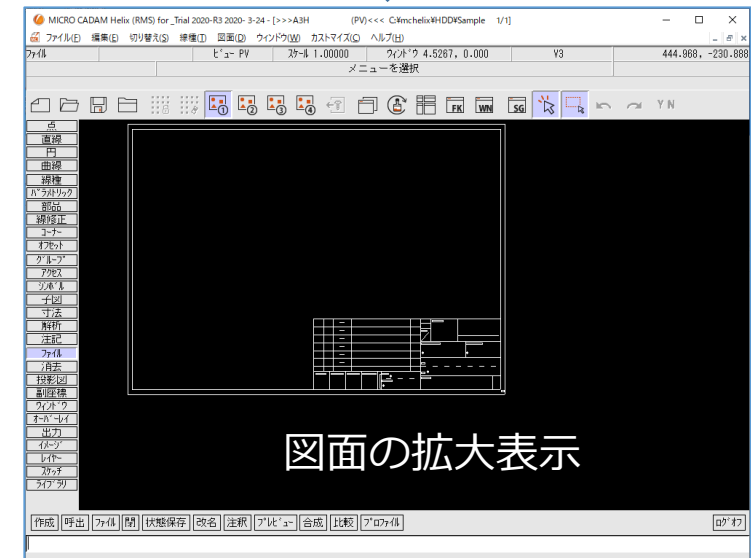 MICRO CADAM Helix (RMS) for _Trial 2020-R3 2020- 3-24 - [>>>A3H (PV)<<< C:¥mchelix¥HDD¥Sample 1/1]
ファイル(F) 編集(E) 切り替え(S) 線種(T) 図面(D) ウィンドウ(W) カストマイズ(C) ヘルプ(H)
ファイル ビュー PV スケール 1.00000 ウィンドウ 4.5267, 0.000 V3 444.968, -230.888
メニューを選択
1 2 3 4 FK WN SG Y N
点
直線
円
曲線
線種
パラメトリック
部品
線修正
コーナー
オフセット
グループ
アクセス
シンボル
子図
寸法
解析
注記
ファイル
消去
投影図
副座標
ウィンドウ
オーバーレイ
出力
イメージ
レイヤー
スケッチ
ライブラリ
図面の拡大表示
作成 呼出 ファイル 閉 状態保存 改名 注釈 プレビュー 合成 比較 プロファイル ログオフ